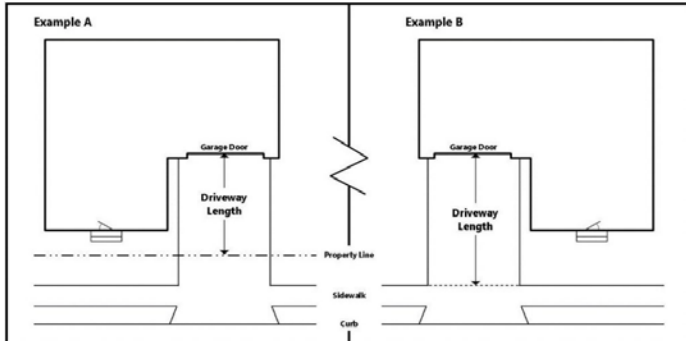 Example A
Example B
Garage Door
Garage Door
Driveway
Length
Driveway
Length
Property Line
Sidewalk
Curb